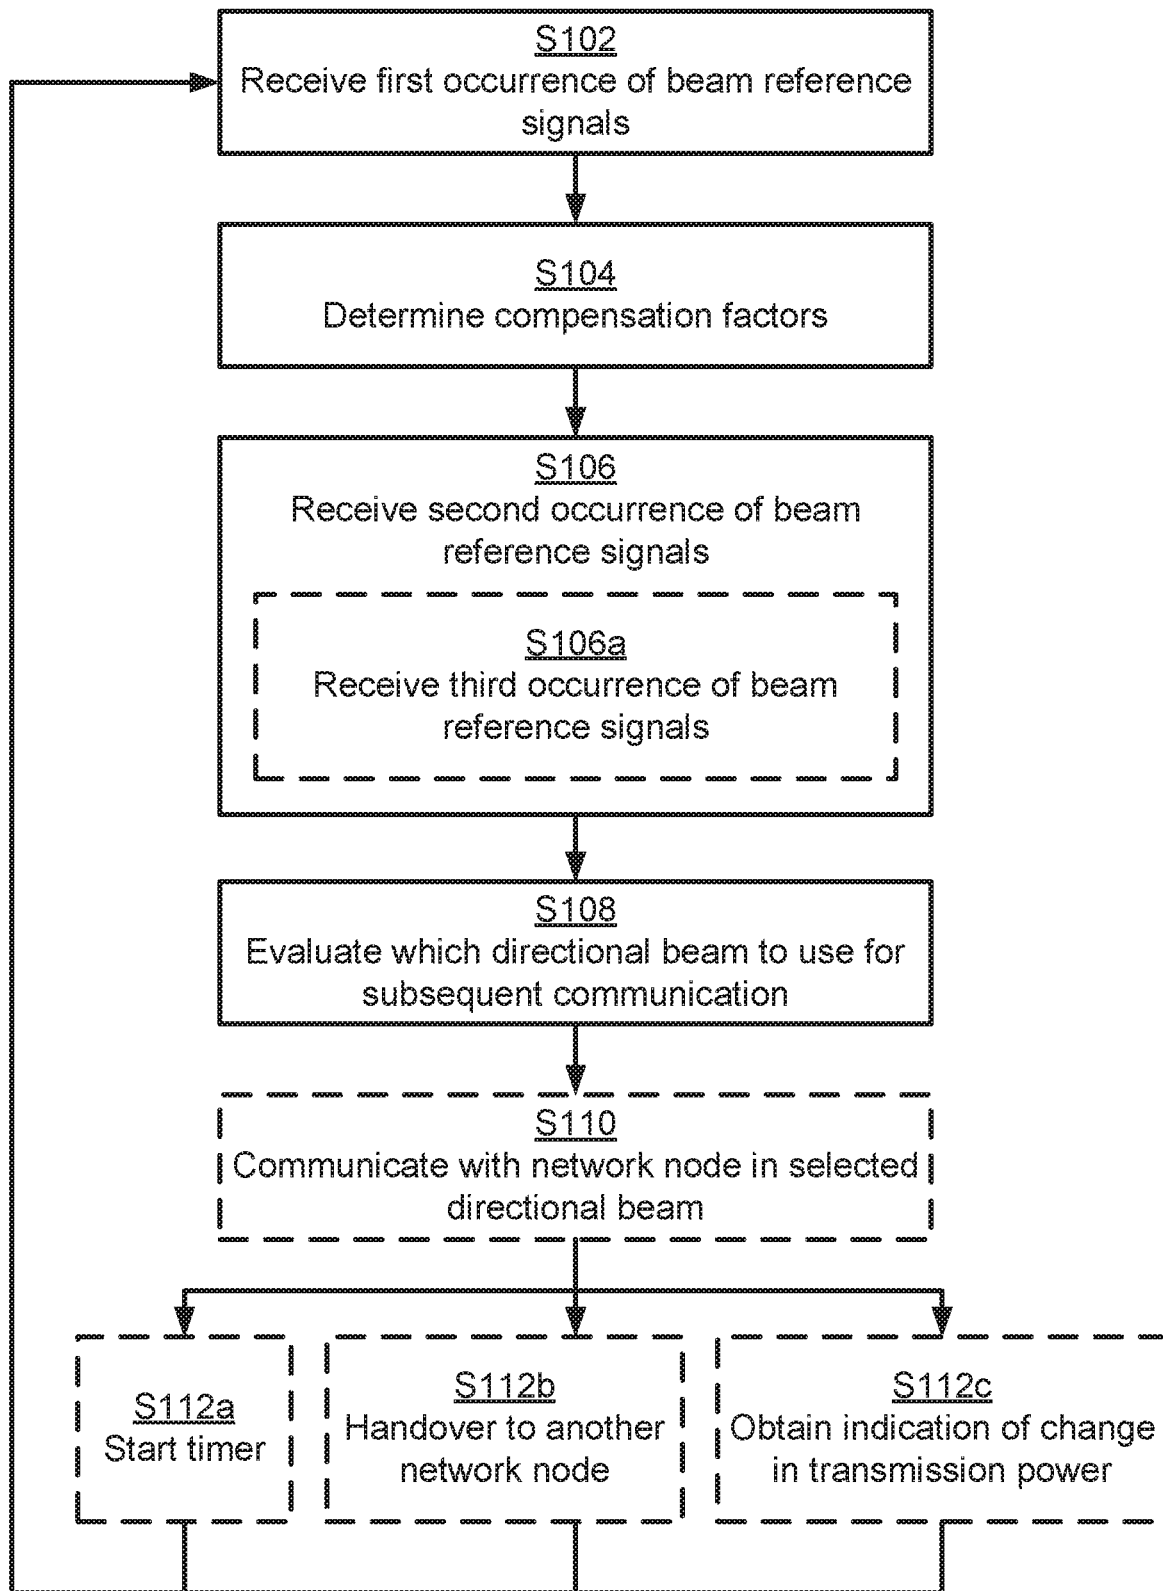 S102
Receive first occurrence of beam reference
signals
S104
Determine compensation factors
S106
Receive second occurrence of beam
reference signals
S106a
Receive third occurrence of beam
reference signals
S108
Evaluate which directional beam to use for
subsequent communication
S110
Communicate with network node in selected
directional beam
S112a
Start timer
S112b
Handover to another
network node
S112c
Obtain indication of change
in transmission power